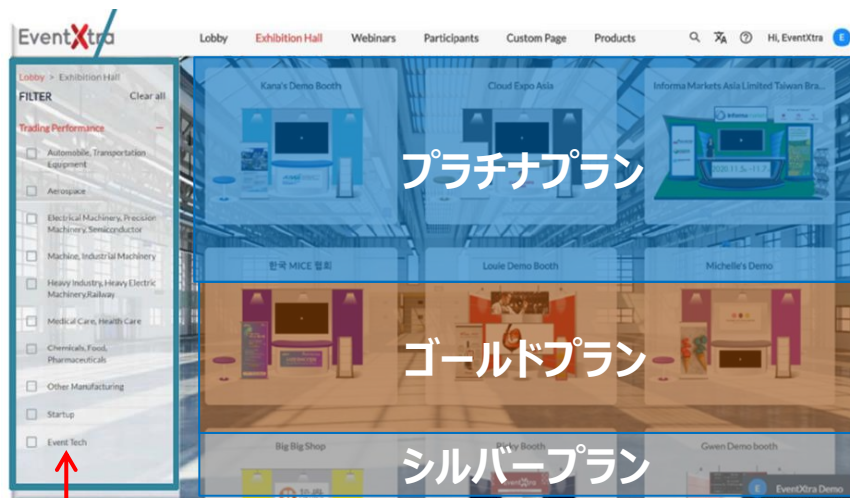 EventXtra
Lobby
Exhibition Hall
Webinars
Participants
Custom Page
Products
Hi, EventXtra
E
Lobby > Exhibition Hall
FILTER
Clear all
Trading Performance
Automobile, Transportation
Equipment
Aerospace
Electrical Machinery, Precision
Machinery, Semiconductor
Machine, Industrial Machinery
Heavy Industry, Heavy Electric
Machinery,Railway
Medical Care, Health Care
Chemicals, Food,
Pharmaceuticals
Other Manufacturing
Startup
Event Tech
Kana's Demo Booth
Cloud Expo Asia
Informa Markets Asia Limited Taiwan Bra...
informa
プラチナプラン
한국 MICE 협회
Louie Demo Booth
Michelle's Demo
ゴールドプラン
Big Big Shop
Ricky Booth
Gwen Demo booth
シルバープラン
EventXtra
E
EventXtra Demo